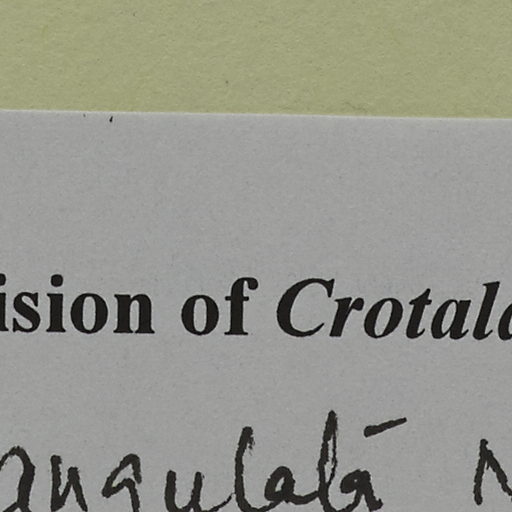 ision of Crotala
angulata M